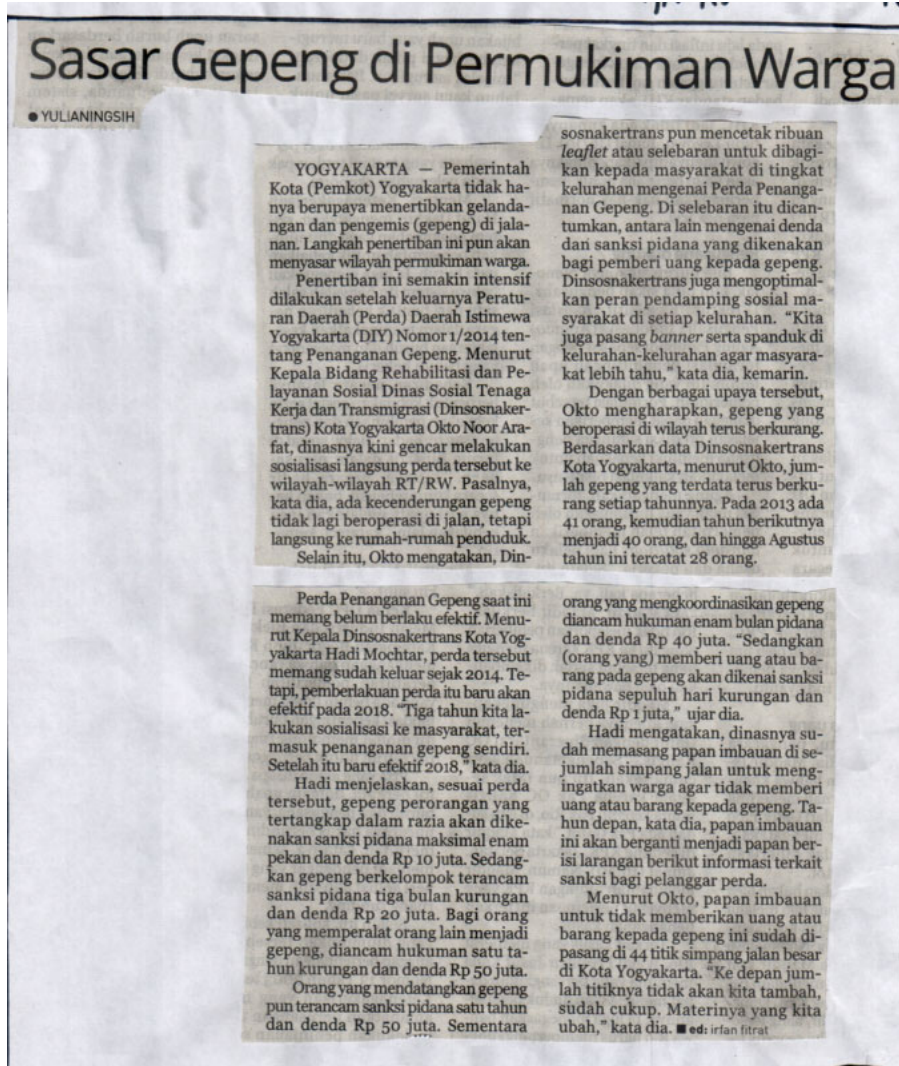 Sasar Gepeng di Permukiman Warga
● YULIANINGSIH
YOGYAKARTA — Pemerintah
Kota (Pemkot) Yogyakarta tidak ha-
nya berupaya menertibkan gelanda-
ngan dan pengemis (gepeng) di jala-
nan. Langkah penertiban ini pun akan
menyasar wilayah permukiman warga.
Penertiban ini semakin intensif
dilakukan setelah keluarnya Peratu-
ran Daerah (Perda) Daerah Istimewa
Yogyakarta (DIY) Nomor 1/2014 ten-
tang Penanganan Gepeng. Menurut
Kepala Bidang Rehabilitasi dan Pe-
layanan Sosial Dinas Sosial Tenaga
Kerja dan Transmigrasi (Dinsosnaker-
trans) Kota Yogyakarta Okto Noor Ara-
fat, dinasnya kini gencar melakukan
sosialisasi langsung perda tersebut ke
wilayah-wilayah RT/RW. Pasalnya,
kata dia, ada kecenderungan gepeng
tidak lagi beroperasi di jalan, tetapi
langsung ke rumah-rumah penduduk.
Selain itu, Okto mengatakan, Din-
sosnakertrans pun mencetak ribuan
leaflet atau selebaran untuk dibagi-
kan kepada masyarakat di tingkat
kelurahan mengenai Perda Penanga-
nan Gepeng. Di selebaran itu dican-
tumkan, antara lain mengenai denda
dan sanksi pidana yang dikenakan
bagi pemberi uang kepada gepeng.
Dinsosnakertrans juga mengoptimal-
kan peran pendamping sosial ma-
syarakat di setiap kelurahan. “Kita
juga pasang banner serta spanduk di
kelurahan-kelurahan agar masyara-
kat lebih tahu,” kata dia, kemarin.
Dengan berbagai upaya tersebut,
Okto mengharapkan, gepeng yang
beroperasi di wilayah terus berkurang.
Berdasarkan data Dinsosnakertrans
Kota Yogyakarta, menurut Okto, jum-
lah gepeng yang terdata terus berku-
rang setiap tahunnya. Pada 2013 ada
41 orang, kemudian tahun berikutnya
menjadi 40 orang, dan hingga Agustus
tahun ini tercatat 28 orang.
Perda Penanganan Gepeng saat ini
memang belum berlaku efektif. Menu-
rut Kepala Dinsosnakertrans Kota Yog-
yakarta Hadi Mochtar, perda tersebut
memang sudah keluar sejak 2014. Te-
tapi, pemberlakuan perda itu baru akan
efektif pada 2018. “Tiga tahun kita la-
kukan sosialisasi ke masyarakat, ter-
masuk penanganan gepeng sendiri.
Setelah itu baru efektif 2018,” kata dia.
Hadi menjelaskan, sesuai perda
tersebut, gepeng perorangan yang
tertangkap dalam razia akan dike-
nakan sanksi pidana maksimal enam
pekan dan denda Rp 10 juta. Sedang-
kan gepeng berkelompok terancam
sanksi pidana tiga bulan kurungan
dan denda Rp 20 juta. Bagi orang
yang memperalat orang lain menjadi
gepeng, diancam hukuman satu ta-
hun kurungan dan denda Rp 50 juta.
Orang yang mendatangkan gepeng
pun terancam sanksi pidana satu tahun
dan denda Rp 50 juta. Sementara
orang yang mengkoordinasikan gepeng
diancam hukuman enam bulan pidana
dan denda Rp 40 juta. “Sedangkan
(orang yang) memberi uang atau ba-
rang pada gepeng akan dikenai sanksi
pidana sepuluh hari kurungan dan
denda Rp 1 juta,” ujar dia.
Hadi mengatakan, dinasnya su-
dah memasang papan imbauan di se-
jumlah simpang jalan untuk meng-
ingatkan warga agar tidak memberi
uang atau barang kepada gepeng. Ta-
hun depan, kata dia, papan imbauan
ini akan berganti menjadi papan ber-
isi larangan berikut informasi terkait
sanksi bagi pelanggar perda.
Menurut Okto, papan imbauan
untuk tidak memberikan uang atau
barang kepada gepeng ini sudah di-
pasang di 44 titik simpang jalan besar
di Kota Yogyakarta. “Ke depan jum-
lah titiknya tidak akan kita tambah,
sudah cukup. Materinya yang kita
ubah,” kata dia. ■ ed: irfan fitrat